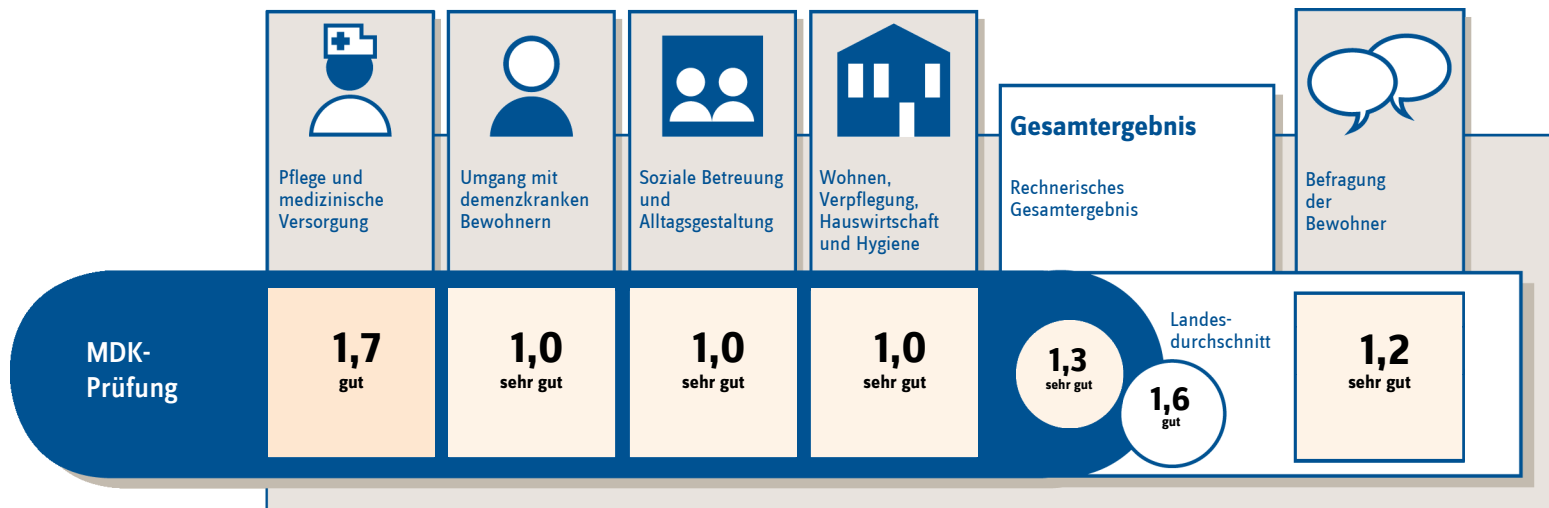 Pflege und
medizinische
Versorgung
Umgang mit
demenzkranken
Bewohnern
Soziale Betreuung
und
Alltagsgestaltung
Wohnen,
Verpflegung,
Hauswirtschaft
und Hygiene
Gesamtergebnis
Rechnerisches
Gesamtergebnis
Befragung
der
Bewohner
MDK-
Prüfung
1,7
gut
1,0
sehr gut
1,0
sehr gut
1,0
sehr gut
1,3
sehr gut
Landes-
durchschnitt
1,6
gut
1,2
sehr gut